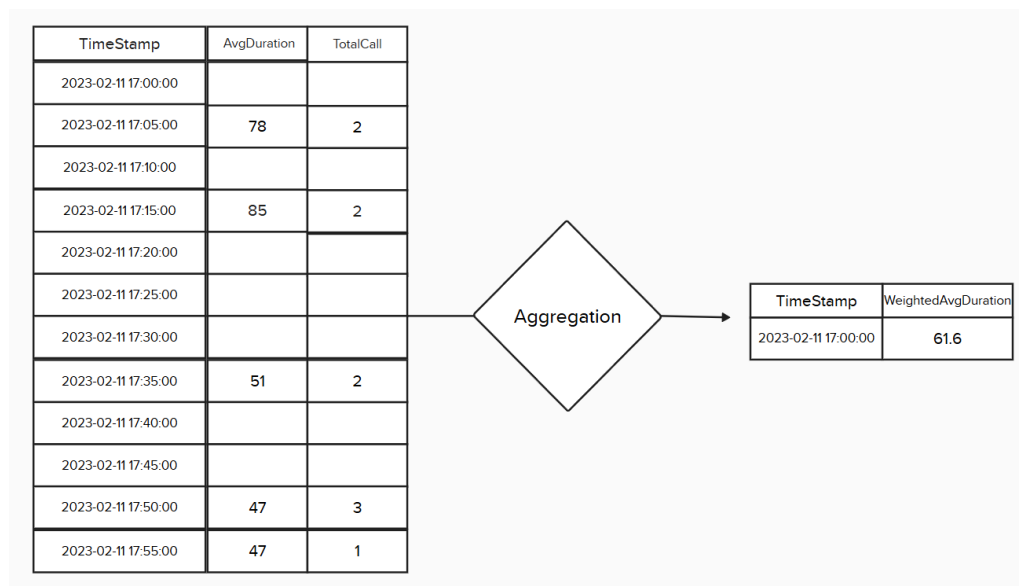 TimeStamp AvgDuration TotalCall
2023-02-11 17:00:00
2023-02-11 17:05:00 78 2
2023-02-11 17:10:00
2023-02-11 17:15:00 85 2
2023-02-11 17:20:00
2023-02-11 17:25:00
2023-02-11 17:30:00
2023-02-11 17:35:00 51 2
2023-02-11 17:40:00
2023-02-11 17:45:00
2023-02-11 17:50:00 47 3
2023-02-11 17:55:00 47 1
Aggregation
TimeStamp WeightedAvgDuration
2023-02-11 17:00:00 61.6